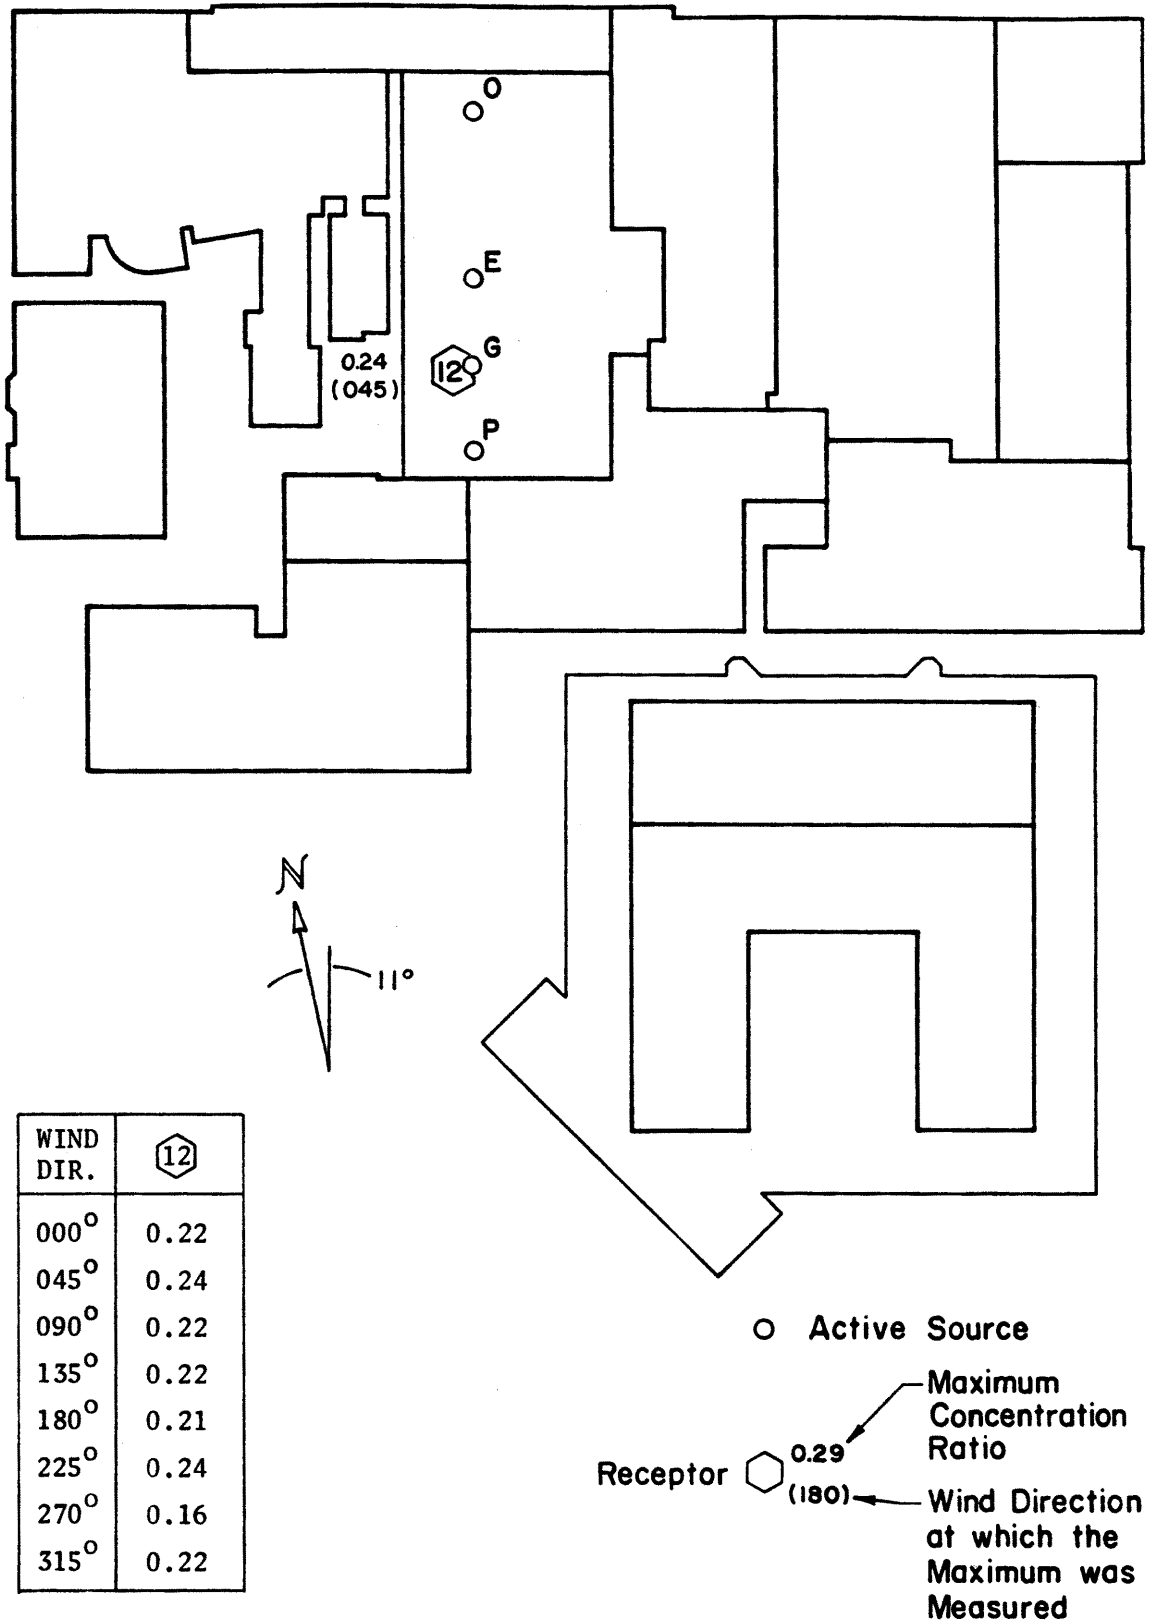 O
E
G
12
0.24
(045)
P
N
11°
WIND DIR. 12
000° 0.22
045° 0.24
090° 0.22
135° 0.22
180° 0.21
225° 0.24
270° 0.16
315° 0.22
Active Source
Maximum
Concentration
Ratio
Receptor 0.29
(180)
Wind Direction
at which the
Maximum was
Measured